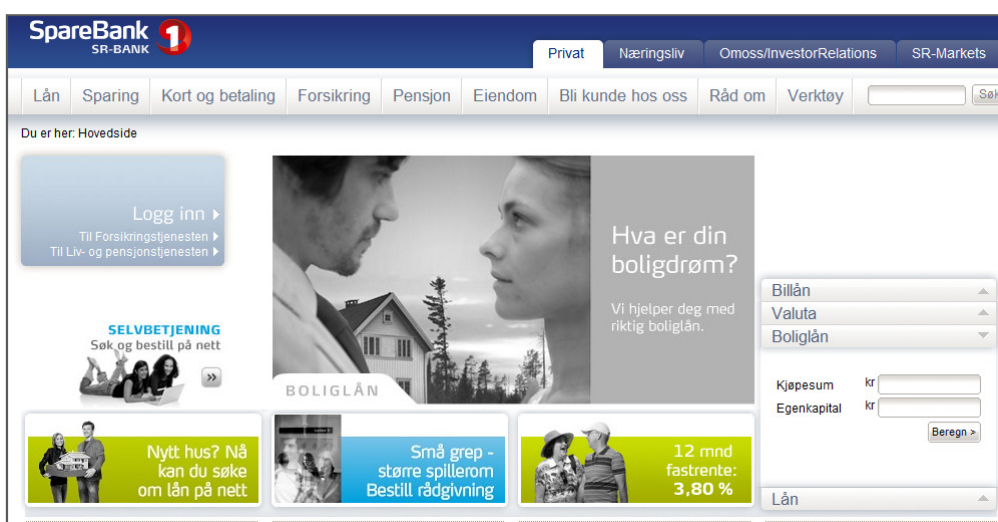 SpareBank 1
SR-BANK
Privat Næringsliv Omoss/InvestorRelations SR-Markets
Lån Sparing Kort og betaling Forsikring Pensjon Eiendom Bli kunde hos oss Råd om Verktøy Søk
Du er her: Hovedside
Logg inn
Til Forsikringstjenesten
Til Liv- og pensjonstjenesten
SELVBETJENING
Søk og bestill på nett
Hva er din
boligdrøm?
Vi hjelper deg med
riktig boliglån.
BOLIGLÅN
Billån
Valuta
Boliglån
Kjøpesum kr
Egenkapital kr
Beregn >
Lån
Nytt hus? Nå
kan du søke
om lån på nett
Små grep -
større spillerom
Bestill rådgivning
12 mnd
fastrente:
3,80 %